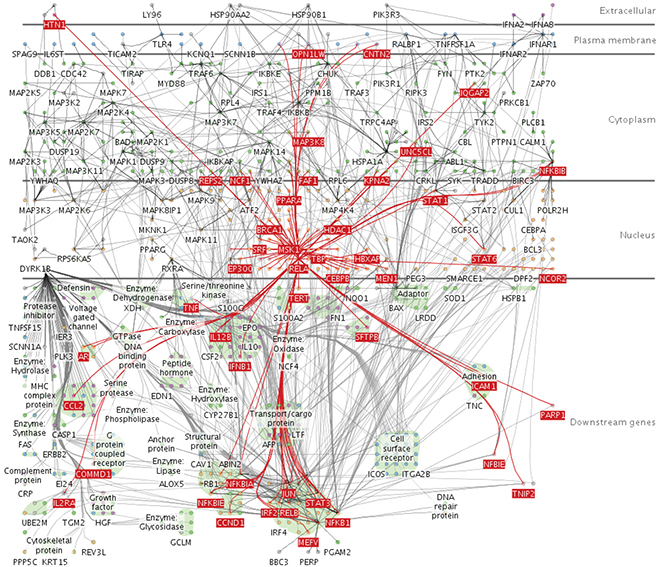 Extracellular
LY96 HSP90AA2 HSP90B1 PIK3R3
IFNA2 IFNA8
HTN1
Plasma membrane
TLR4 RALBP1 TNFRSF1A IFNAR1
SPAG9 IL6ST TICAM2 KCNQ1 SCNN1B OPN1LW CNTN2 IFNAR2
DDB1 CDC42 TIRAP TRAF6 IKBKE CHUK FYN PTK2
MYD88 PIK3R1 ZAP70
MAP2K5 MAP3K2 MAPK7 IRS1 PPM1B TRAF3 RIPK3 IQGAP2
RPL4 TRAF4 IKBKB PRKCB1
MAP3K5 MAP2K7 MAP2K4 MAP3K7 TRPC4AP IRS2 TYK2 PLCB1
Cytoplasm
BAD MAP2K1 MAP3K8 CBL PTPN1 CALM1
DUSP19 MAPK14 UNC5CL
MAP2K3 MAPK1 DUSP9 IKBKAP HSPA1A ABL1
MAP3K11 NFKBIB
YWHAQ MAPK3 DUSP8 REPS2 NCF1 YWHAZ FAF1 RPL6 KPNA2 CRKL SYK TRADD BIRC3
MAP3K3 MAP2K6 MAPK8IP1 MAPK9 ATF2 PPARA MAP4K4 STAT1 STAT2 CUL1 POLR2H
MKNK1 BRCA1 HDAC1 ISGF3G CEBPA
TAOK2 PPARG MAPK11 SRF MSK1 BCL3
Nucleus
RPS6KA5 TBP HBXAP STAT6
DYRK1B RXRA EP300 RELA CEBPB MEN1 PEG3 SMARCE1 DPF2 NCOR2
Defensin Enzyme: Dehydrogenase Serine/threonine kinase TERT NQO1 Adaptor SOD1 HSPB1
Protease inhibitor Voltage gated channel XDH TNF S100G BAX
TNFSF15 Enzyme: Carboxylase S100A2 FN1 LRDD
SCNN1A IER3 GTPase IL12B EPO Enzyme: Oxidase SFTPB
PLK3 AR DNA binding protein CSF2 IL10
Enzyme: Hydrolase Peptide hormone IFNB1 NCF4
MHC complex protein Serine protease Enzyme: Hydroxylase Adhesion
ICAM1
CCL2 EDN1 TNC
Enzyme: Synthase Enzyme: Phospholipase CYP27B1 Transport/cargo protein PARP1
Downstream genes
FAS CASP1 G protein coupled receptor Anchor protein Structural protein AFP LTF Cell surface receptor
ERBB2 Enzyme: Lipase CAV1 ABIN2 NFBIE
Complement protein EI24 COMMD1 ALOX5 RB1 NFKBIA ICOS ITGA2B
CRP IL2RA Growth factor NFKBIE JUN STAT3 DNA repair protein TNIP2
UBE2M TGM2 HGF Enzyme: Glycosidase CCND1 IRF2 RELB NFKB1
Cytoskeletal protein GCLM IRF4 MEFV
PPP5C KRT15 REV3L BBC3 PERP PGAM2